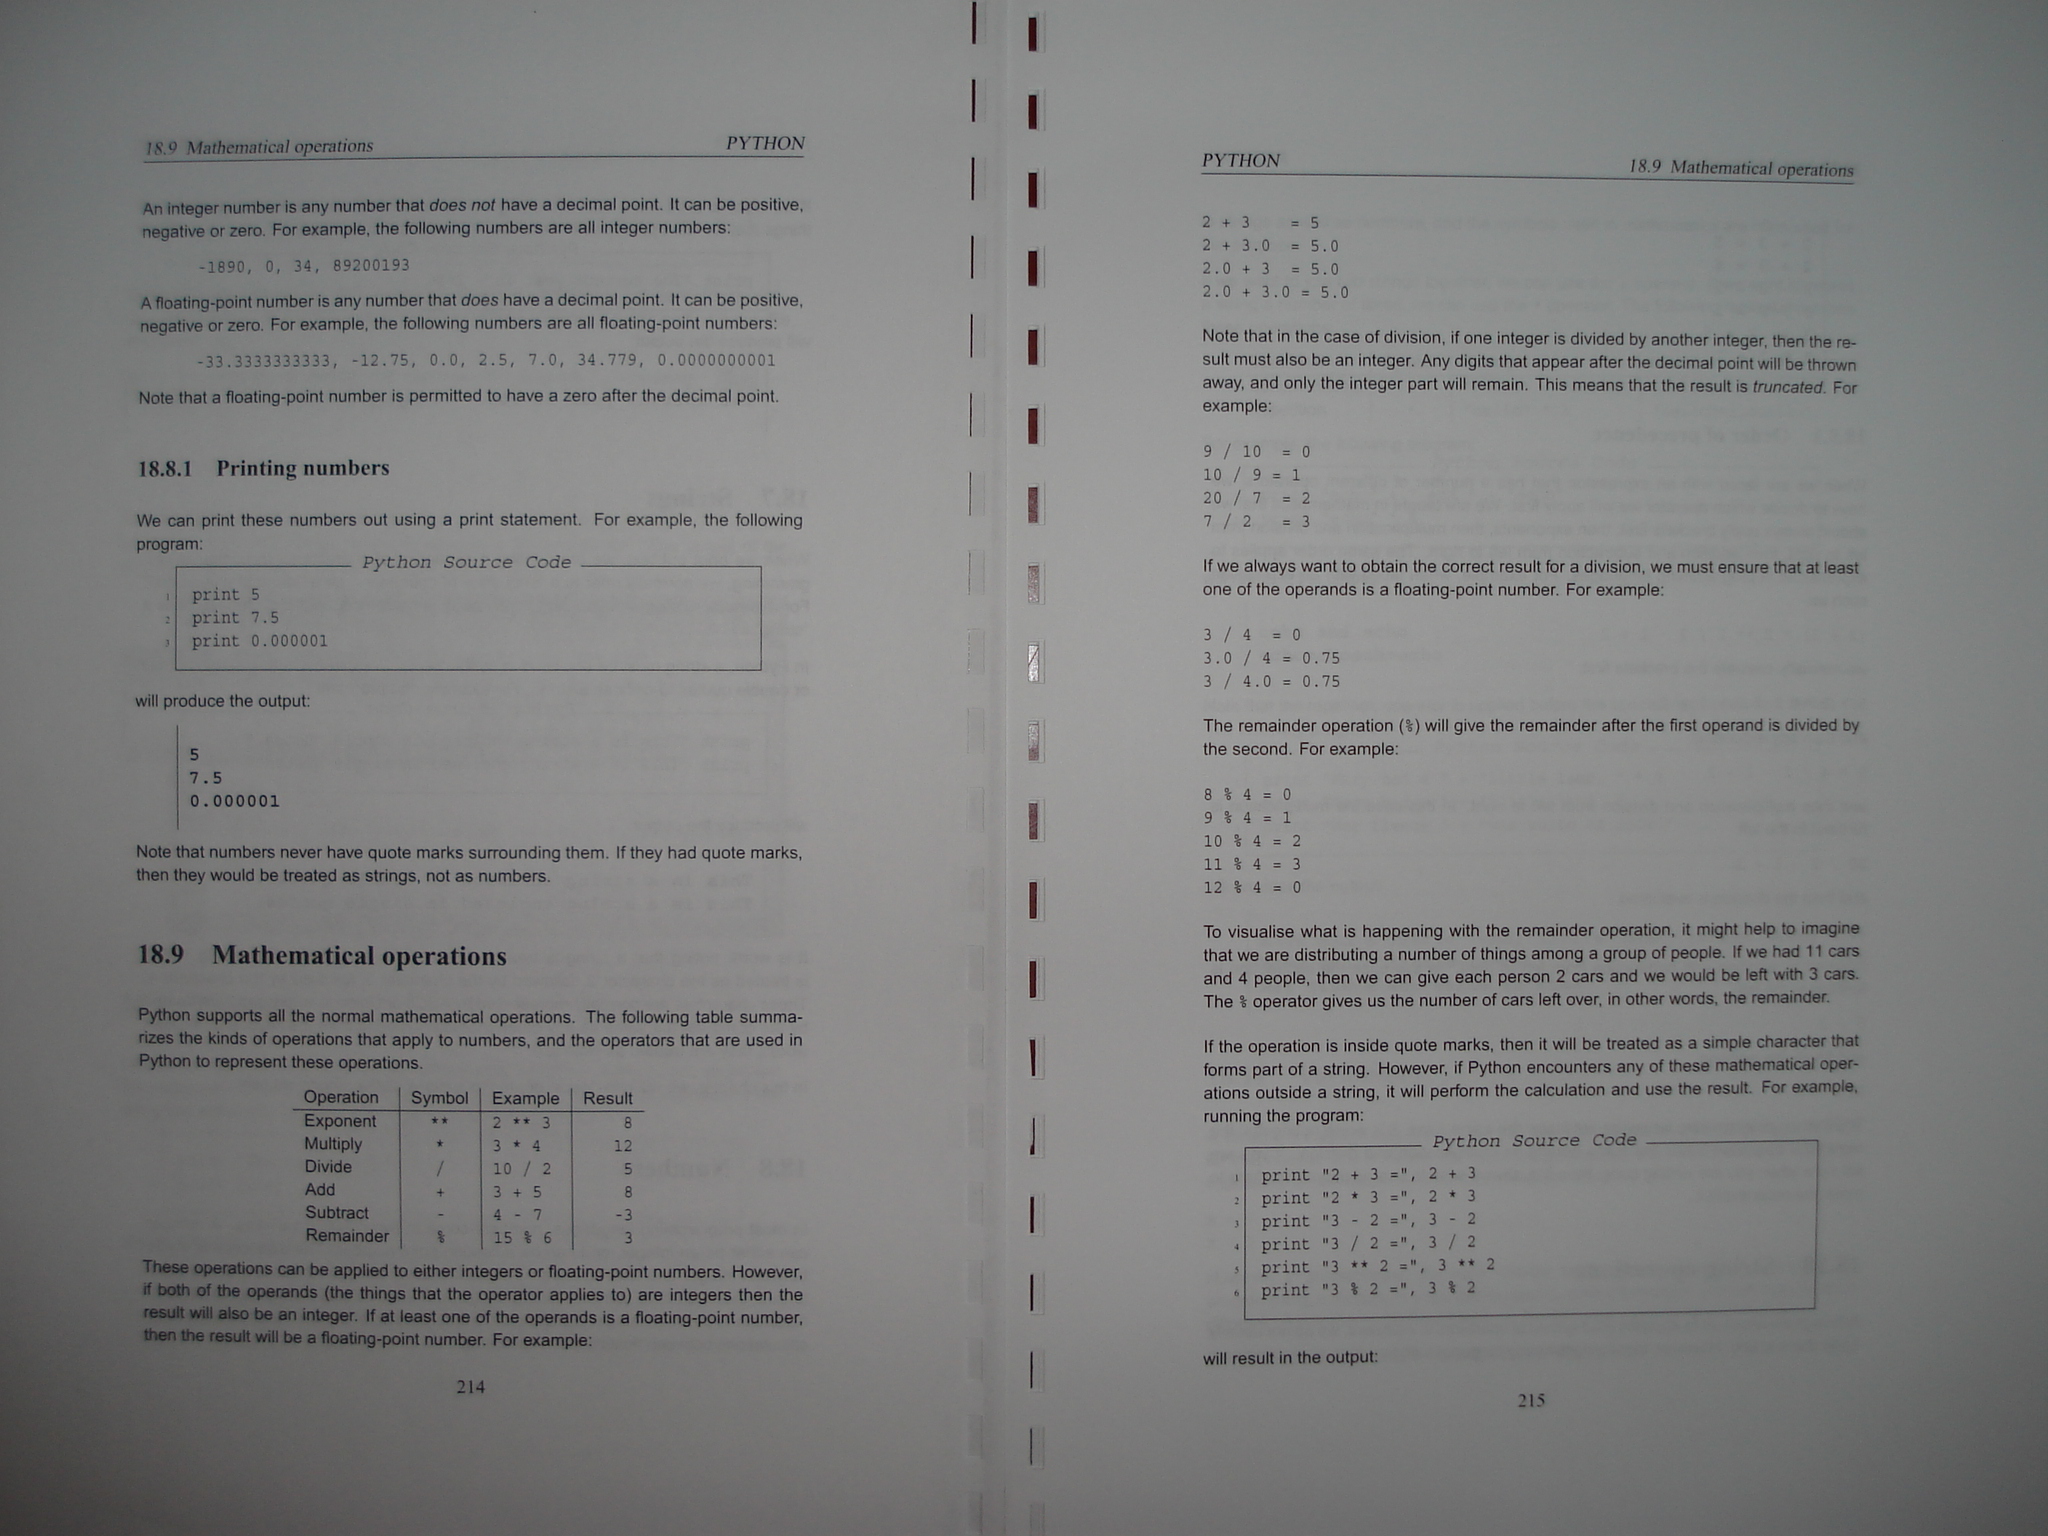 18.9 Mathematical operations PYTHON
An integer number is any number that does not have a decimal point. It can be positive,
negative or zero. For example, the following numbers are all integer numbers:
-1890, 0, 34, 89200193
A floating-point number is any number that does have a decimal point. It can be positive,
negative or zero. For example, the following numbers are all floating-point numbers:
-33.3333333333, -12.75, 0.0, 2.5, 7.0, 34.779, 0.0000000001
Note that a floating-point number is permitted to have a zero after the decimal point.
18.8.1 Printing numbers
We can print these numbers out using a print statement. For example, the following
program:
Python Source Code
1 print 5
2 print 7.5
3 print 0.000001
will produce the output:
5
7.5
0.000001
Note that numbers never have quote marks surrounding them. If they had quote marks,
then they would be treated as strings, not as numbers.
18.9 Mathematical operations
Python supports all the normal mathematical operations. The following table summa-
rizes the kinds of operations that apply to numbers, and the operators that are used in
Python to represent these operations.
Operation Symbol Example Result
Exponent ** 2 ** 3 8
Multiply * 3 * 4 12
Divide / 10 / 2 5
Add + 3 + 5 8
Subtract - 4 - 7 -3
Remainder % 15 % 6 3
These operations can be applied to either integers or floating-point numbers. However,
if both of the operands (the things that the operator applies to) are integers then the
result will also be an integer. If at least one of the operands is a floating-point number,
then the result will be a floating-point number. For example:
214
PYTHON 18.9 Mathematical operations
2 + 3 = 5
2 + 3.0 = 5.0
2.0 + 3 = 5.0
2.0 + 3.0 = 5.0
Note that in the case of division, if one integer is divided by another integer, then the re-
sult must also be an integer. Any digits that appear after the decimal point will be thrown
away, and only the integer part will remain. This means that the result is truncated. For
example:
9 / 10 = 0
10 / 9 = 1
20 / 7 = 2
7 / 2 = 3
If we always want to obtain the correct result for a division, we must ensure that at least
one of the operands is a floating-point number. For example:
3 / 4 = 0
3.0 / 4 = 0.75
3 / 4.0 = 0.75
The remainder operation (%) will give the remainder after the first operand is divided by
the second. For example:
8 % 4 = 0
9 % 4 = 1
10 % 4 = 2
11 % 4 = 3
12 % 4 = 0
To visualise what is happening with the remainder operation, it might help to imagine
that we are distributing a number of things among a group of people. If we had 11 cars
and 4 people, then we can give each person 2 cars and we would be left with 3 cars.
The % operator gives us the number of cars left over, in other words, the remainder.
If the operation is inside quote marks, then it will be treated as a simple character that
forms part of a string. However, if Python encounters any of these mathematical oper-
ations outside a string, it will perform the calculation and use the result. For example,
running the program:
Python Source Code
1 print "2 + 3 =", 2 + 3
2 print "2 * 3 =", 2 * 3
3 print "3 - 2 =", 3 - 2
4 print "3 / 2 =", 3 / 2
5 print "3 ** 2 =", 3 ** 2
6 print "3 % 2 =", 3 % 2
will result in the output:
215